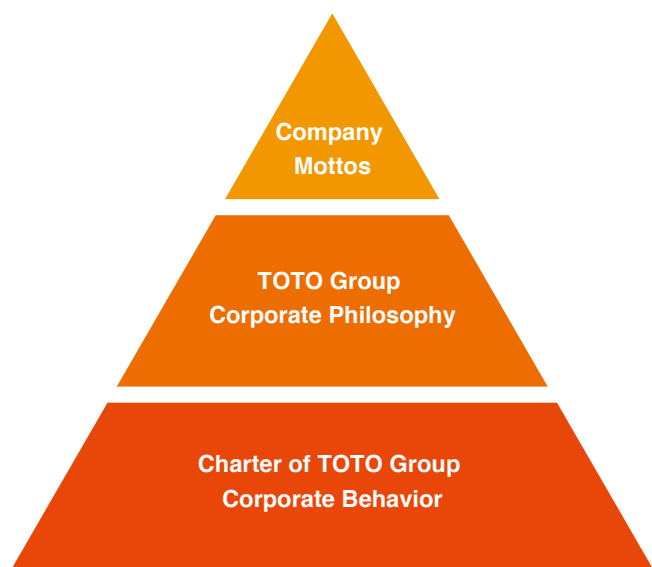 Company
Mottos
TOTO Group
Corporate Philosophy
Charter of TOTO Group
Corporate Behavior